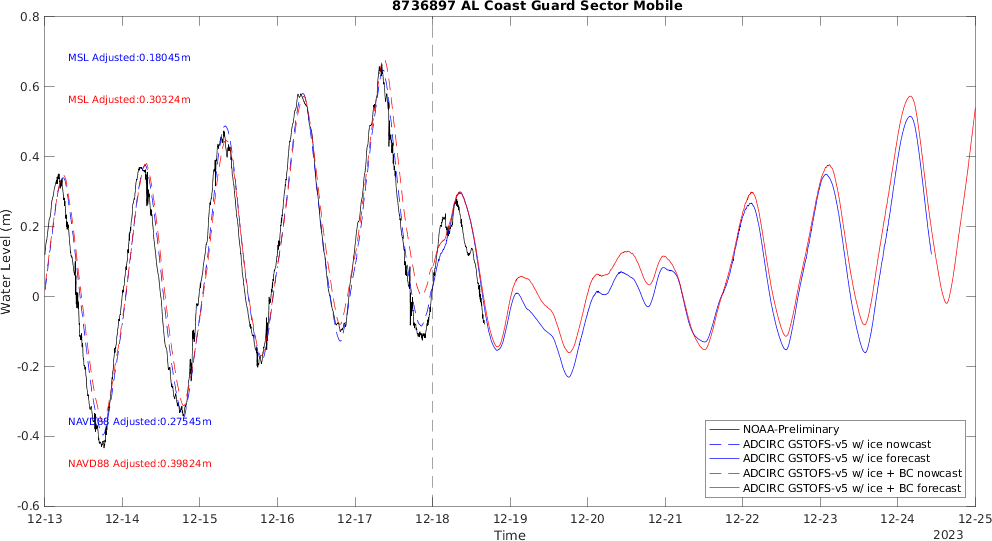 8736897 AL Coast Guard Sector Mobile
0.8
0.6
0.4
0.2
0
-0.2
-0.4
-0.6
Water Level (m)
MSL Adjusted:0.18045m
MSL Adjusted:0.30324m
NAVD88 Adjusted:0.27545m
NAVD88 Adjusted:0.39824m
NOAA-Preliminary
ADCIRC GSTOFS-v5 w/ ice nowcast
ADCIRC GSTOFS-v5 w/ ice forecast
ADCIRC GSTOFS-v5 w/ ice + BC nowcast
ADCIRC GSTOFS-v5 w/ ice + BC forecast
12-13 12-14 12-15 12-16 12-17 12-18 12-19 12-20 12-21 12-22 12-23 12-24 12-25
Time
2023